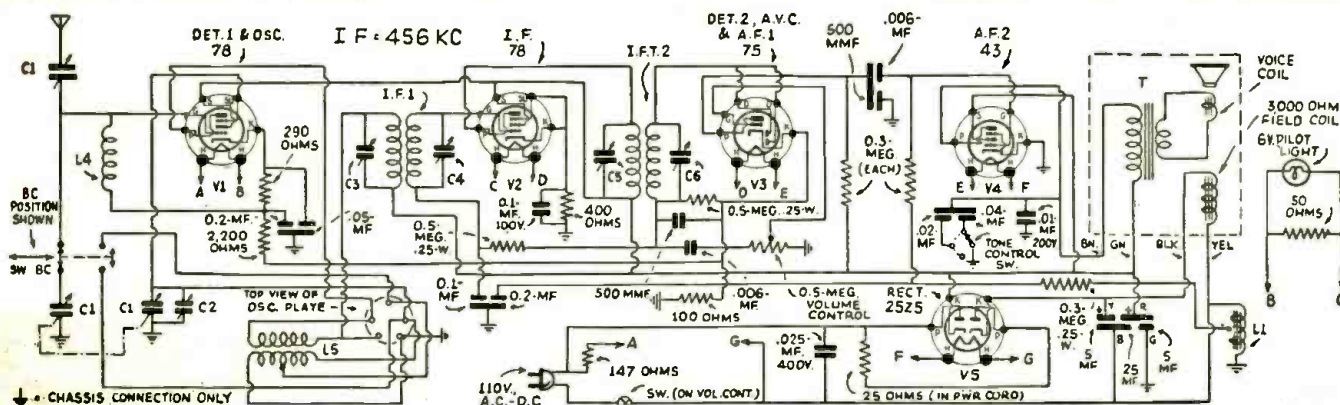 DET.1 & OSC.
78
I F = 456 KC
I.F.
78
I.F.T.2
DET.2, A.V.C.
& A.F.1
75
500
MMF
.006-
MF
A.F.2
43
T
VOICE
COIL
3000 OHM
FIELD COIL
6V. PILOT
LIGHT
C1
I.F.1
290
OHMS
L4
C3
C4
C5
C6
V1
V2
V3
V4
A
B
C
D
D
E
E
F
0.3-
MEG.
(EACH)
50
OHMS
BC
POSITION
SHOWN
SW BC
0.2-MF.
2,200
OHMS
.05-
MF
0.1-
MF.
100V.
400
OHMS
0.5-MEG. .25-W.
0.5-
MEG.
.25-W.
.02-
MF
.04-
MF
TONE
CONTROL
SW.
.01-
MF
200V.
BN.
GN
BLK
YEL
B
G
C1
C1
C2
TOP VIEW OF
OSC. PLAYE
L5
0.1-
MF
0.2-MF
500 MMF
.006-
MF
100 OHMS
0.5-MEG.
VOLUME
CONTROL
RECT.
25Z5
0.3-
MEG.
.25-
W.
5
MF
25
MF
5
MF
Y
R
B
G
L1
CHASSIS CONNECTION ONLY
110V.
A.C.-D.C
A
147 OHMS
SW. (ON VOL.CONT.)
G
.025-
MF.
400V.
F
G
V5
25 OHMS (IN PWR CORD)